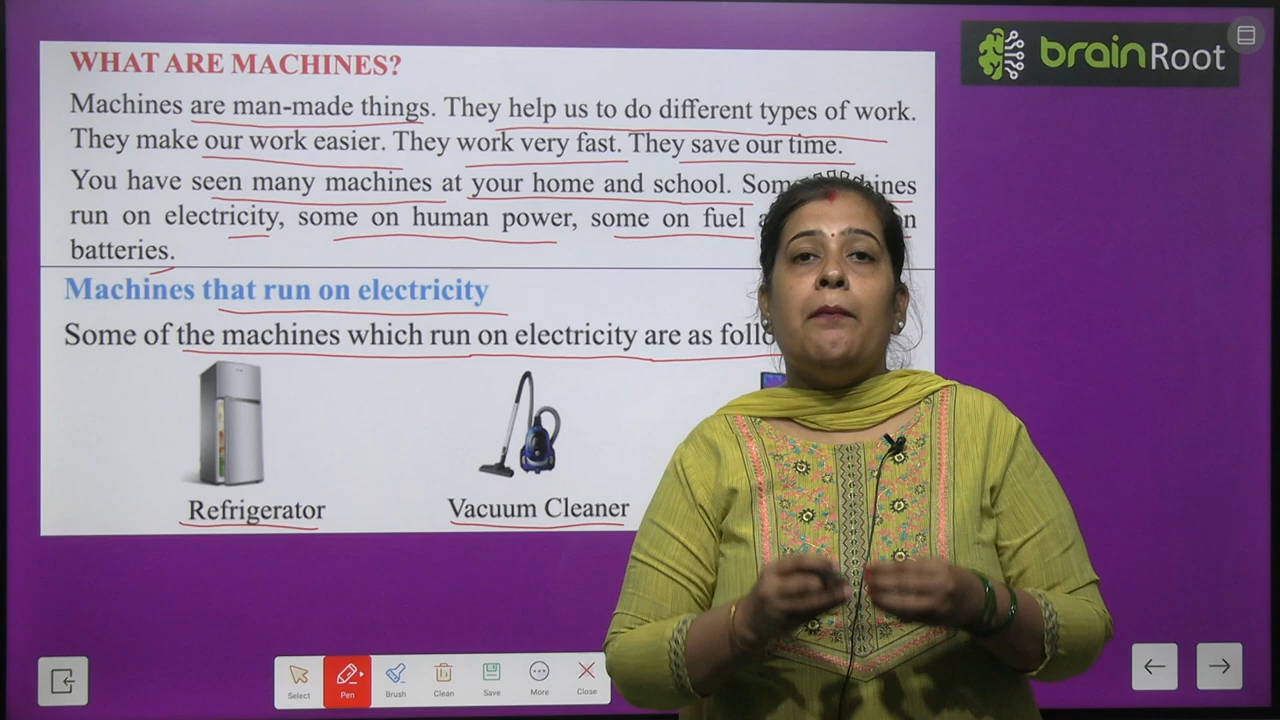 WHAT ARE MACHINES?
Machines are man-made things. They help us to do different types of work.
They make our work easier. They work very fast. They save our time.
You have seen many machines at your home and school.
run on electricity, some on human power, some on fuel
batteries.
Machines that run on electricity
Some of the machines which run on electricity are as
Refrigerator
Vacuum Cleaner
brainRoot
Select
Pen
Brush
Clean
Save
More
Close